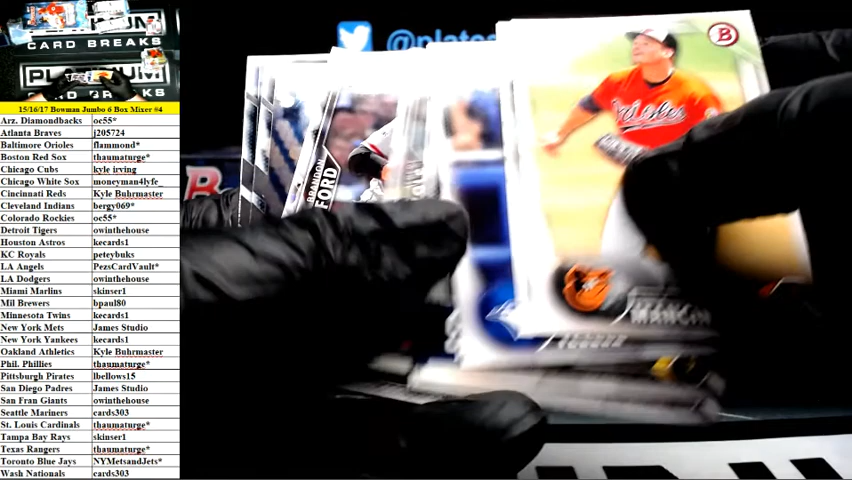 PLATINUM
CARD BREAKS
PLATINUM
CARD BREAKS
15/16/17 Bowman Jumbo 6 Box Mixer #4
Arz. Diamondbacks oc55*
Atlanta Braves j205724
Baltimore Orioles flammond*
Boston Red Sox thaumaturge*
Chicago Cubs kyle irving
Chicago White Sox moneyman4lyfe_
Cincinnati Reds Kyle Buhrmaster
Cleveland Indians bergy069*
Colorado Rockies oc55*
Detroit Tigers owinthehouse
Houston Astros kecards1
KC Royals peteybuks
LA Angels PezsCardVault*
LA Dodgers owinthehouse
Miami Marlins skinser1
Mil Brewers bpaul80
Minnesota Twins kecards1
New York Mets James Studio
New York Yankees kecards1
Oakland Athletics Kyle Buhrmaster
Phil. Phillies thaumaturge*
Pittsburgh Pirates lbellows15
San Diego Padres James Studio
San Fran Giants owinthehouse
Seattle Mariners cards303
St. Louis Cardinals thaumaturge*
Tampa Bay Rays skinser1
Texas Rangers thaumaturge*
Toronto Blue Jays NYMetsandJets*
Wash Nationals cards303
@plat
B
Orioles
BRANDON
FORD
B
MANCINI